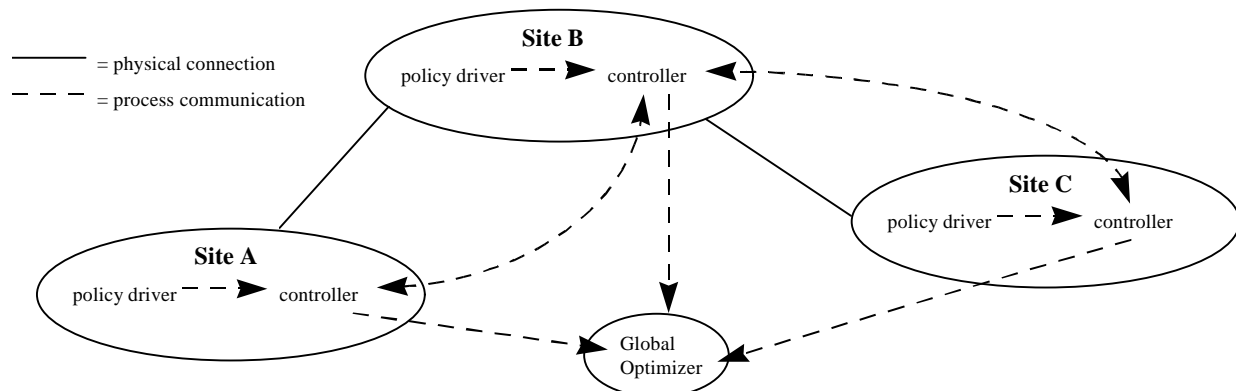 Site B
policy driver
controller
= physical connection
= process communication
Site C
policy driver
controller
Site A
policy driver
controller
Global
Optimizer